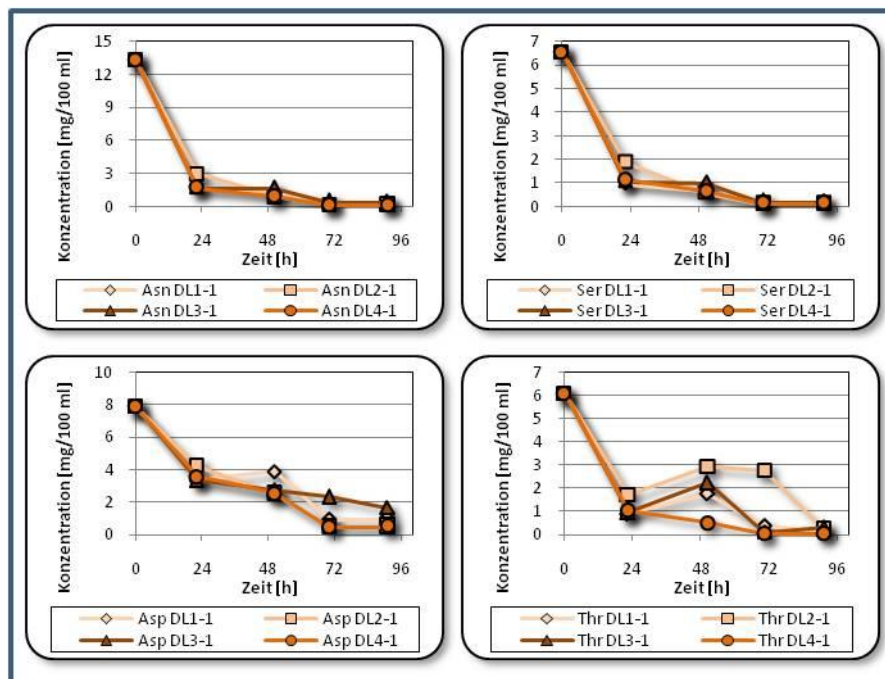 Konzentration [mg/100 ml]
15
12
9
6
3
0
0 24 48 72 96
Zeit [h]
Asn DL1-1 Asn DL2-1
Asn DL3-1 Asn DL4-1
Konzentration [mg/100 ml]
7
6
5
4
3
2
1
0
0 24 48 72 96
Zeit [h]
Ser DL1-1 Ser DL2-1
Ser DL3-1 Ser DL4-1
Konzentration [mg/100 ml]
10
8
6
4
2
0
0 24 48 72 96
Zeit [h]
Asp DL1-1 Asp DL2-1
Asp DL3-1 Asp DL4-1
Konzentration [mg/100 ml]
7
6
5
4
3
2
1
0
0 24 48 72 96
Zeit [h]
Thr DL1-1 Thr DL2-1
Thr DL3-1 Thr DL4-1